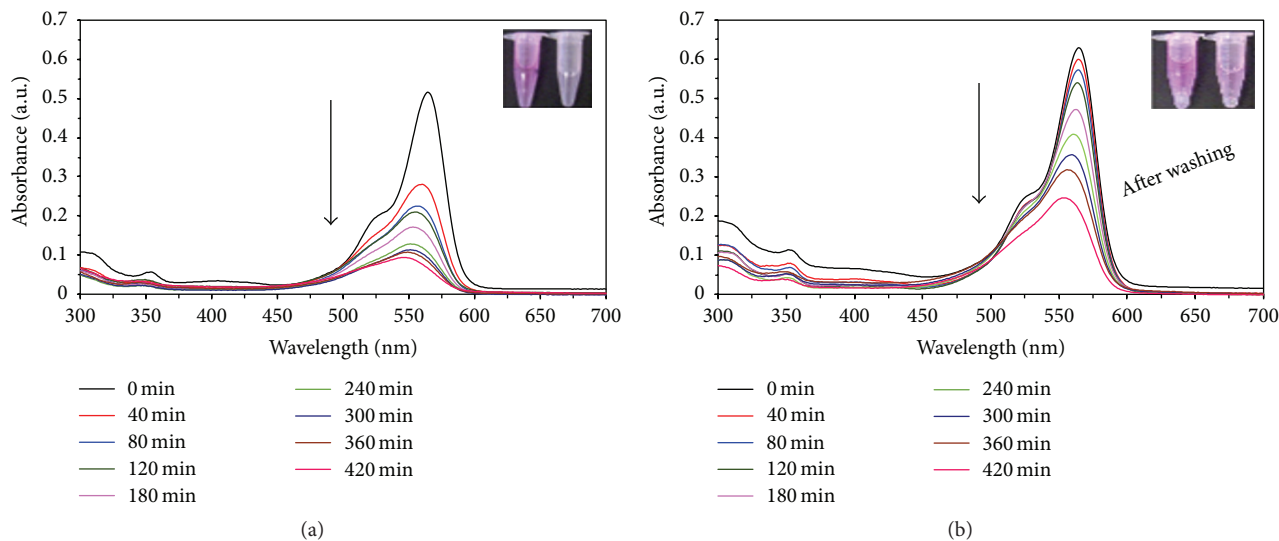 0.7
0.6
0.5
0.4
0.3
0.2
0.1
0
Absorbance (a.u.)
300 350 400 450 500 550 600 650 700
Wavelength (nm)
0 min
40 min
80 min
120 min
180 min
240 min
300 min
360 min
420 min
(a)
0.7
0.6
0.5
0.4
0.3
0.2
0.1
0
Absorbance (a.u.)
After washing
300 350 400 450 500 550 600 650 700
Wavelength (nm)
0 min
40 min
80 min
120 min
180 min
240 min
300 min
360 min
420 min
(b)